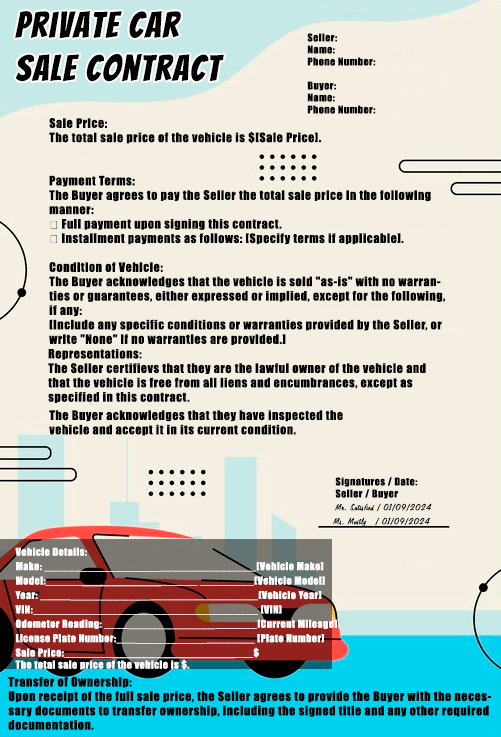 PRIVATE CAR
SALE CONTRACT
Seller:
Name:
Phone Number:
Buyer:
Name:
Phone Number:
Sale Price:
The total sale price of the vehicle is $[Sale Price].
Payment Terms:
The Buyer agrees to pay the Seller the total sale price in the following
manner:
□ Full payment upon signing this contract.
□ Installment payments as follows: [Specify terms if applicable].
Condition of Vehicle:
The Buyer acknowledges that the vehicle is sold "as-is" with no warran-
ties or guarantees, either expressed or implied, except for the following,
if any:
[Include any specific conditions or warranties provided by the Seller, or
write "None" if no warranties are provided.]
Representations:
The Seller certifievs that they are the lawful owner of the vehicle and
that the vehicle is free from all liens and encumbrances, except as
specified in this contract.
The Buyer acknowledges that they have inspected the
vehicle and accept it in its current condition.
Signatures / Date:
Seller / Buyer
Mr. Satisfied / 01/09/2024
Ms. Mostly / 01/09/2024
Vehicle Details:
Make: ____________ [Vehicle Make]
Model: ____________ [Vehicle Model]
Year: ____________ [Vehicle Year]
VIN: ____________ [VIN]
Odometer Reading: ____________ [Current Mileage]
License Plate Number: ____________ [Plate Number]
Sale Price: ____________ $
The total sale price of the vehicle is $.
Transfer of Ownership:
Upon receipt of the full sale price, the Seller agrees to provide the Buyer with the neces-
sary documents to transfer ownership, including the signed title and any other required
documentation.